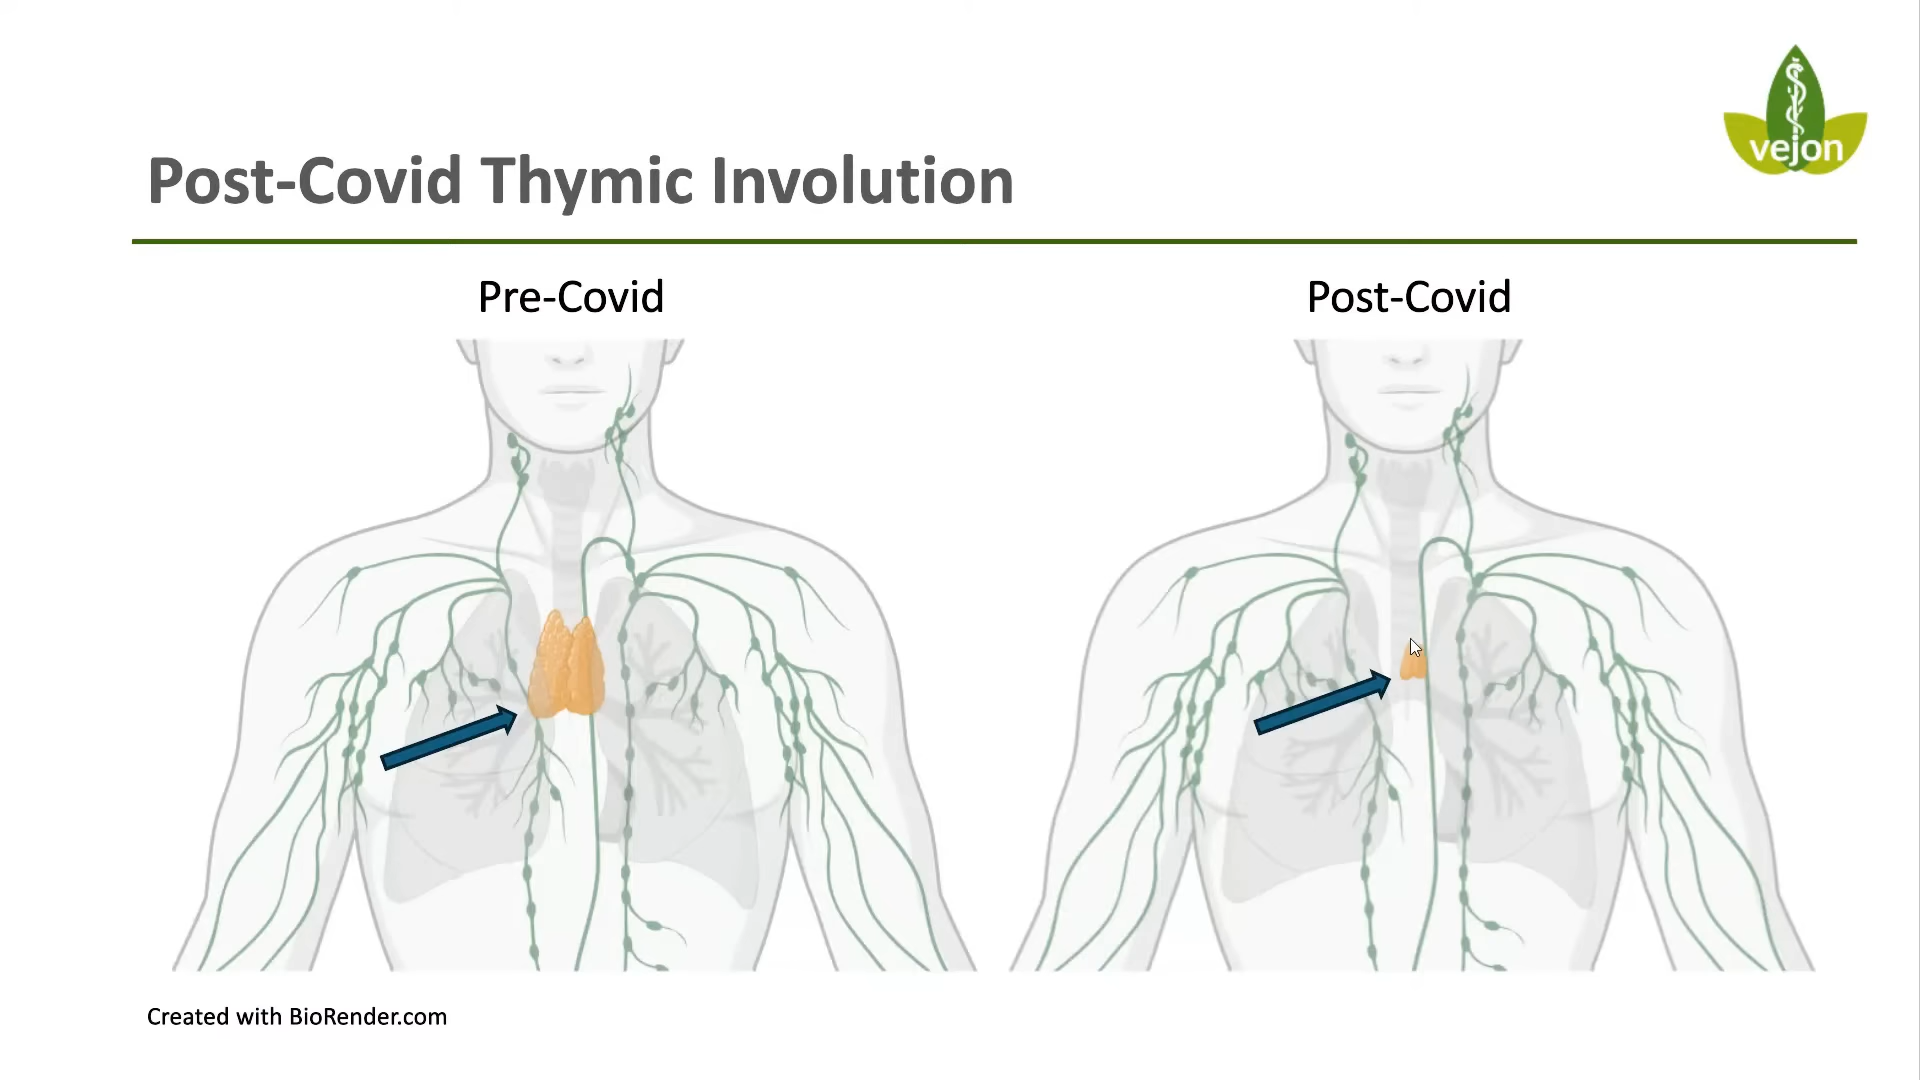 vejon
Post-Covid Thymic Involution
Pre-Covid
Post-Covid
Created with BioRender.com